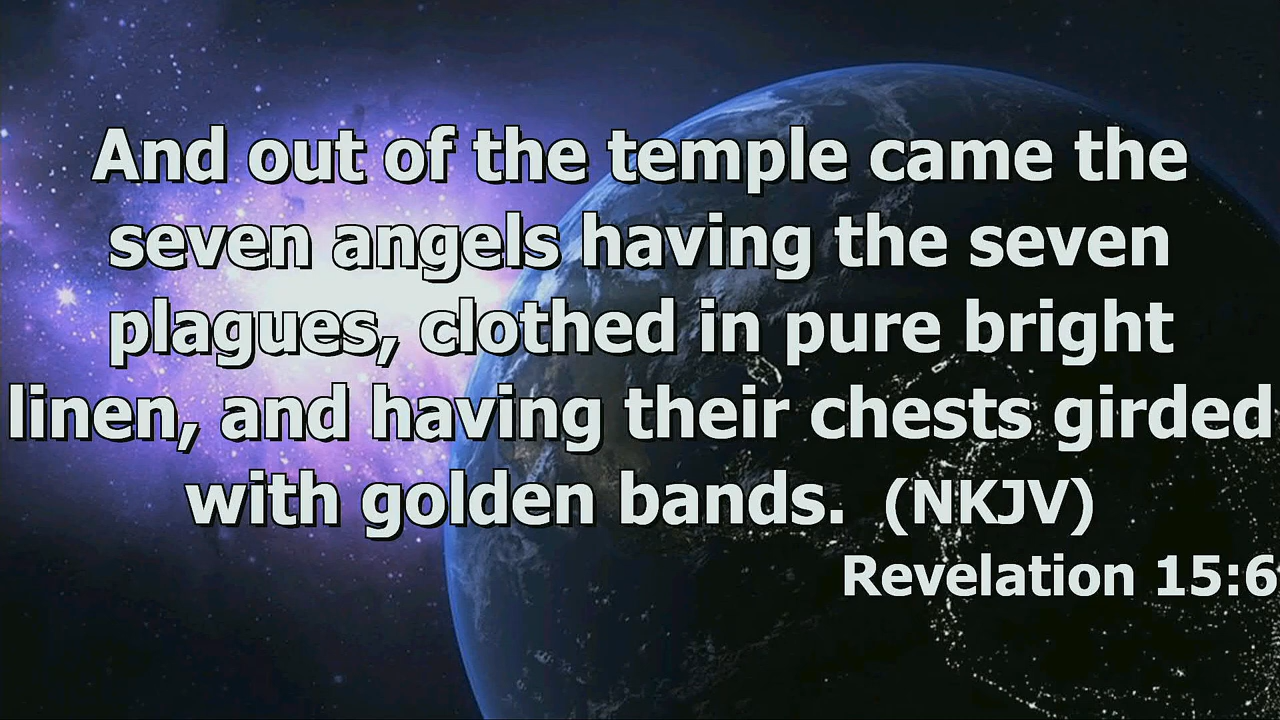 And out of the temple came the
seven angels having the seven
plagues, clothed in pure bright
linen, and having their chests girded
with golden bands. (NKJV)
Revelation 15:6